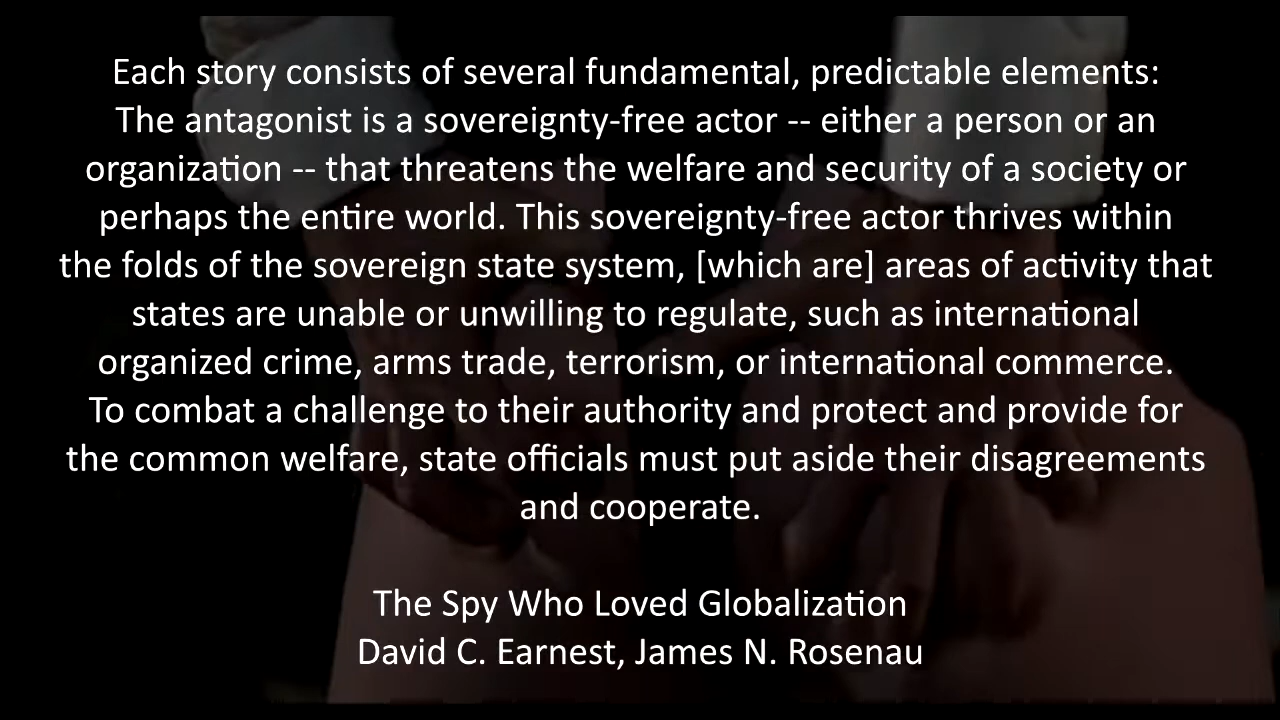 Each story consists of several fundamental, predictable elements:
The antagonist is a sovereignty-free actor -- either a person or an
organization -- that threatens the welfare and security of a society or
perhaps the entire world. This sovereignty-free actor thrives within
the folds of the sovereign state system, [which are] areas of activity that
states are unable or unwilling to regulate, such as international
organized crime, arms trade, terrorism, or international commerce.
To combat a challenge to their authority and protect and provide for
the common welfare, state officials must put aside their disagreements
and cooperate.
The Spy Who Loved Globalization
David C. Earnest, James N. Rosenau